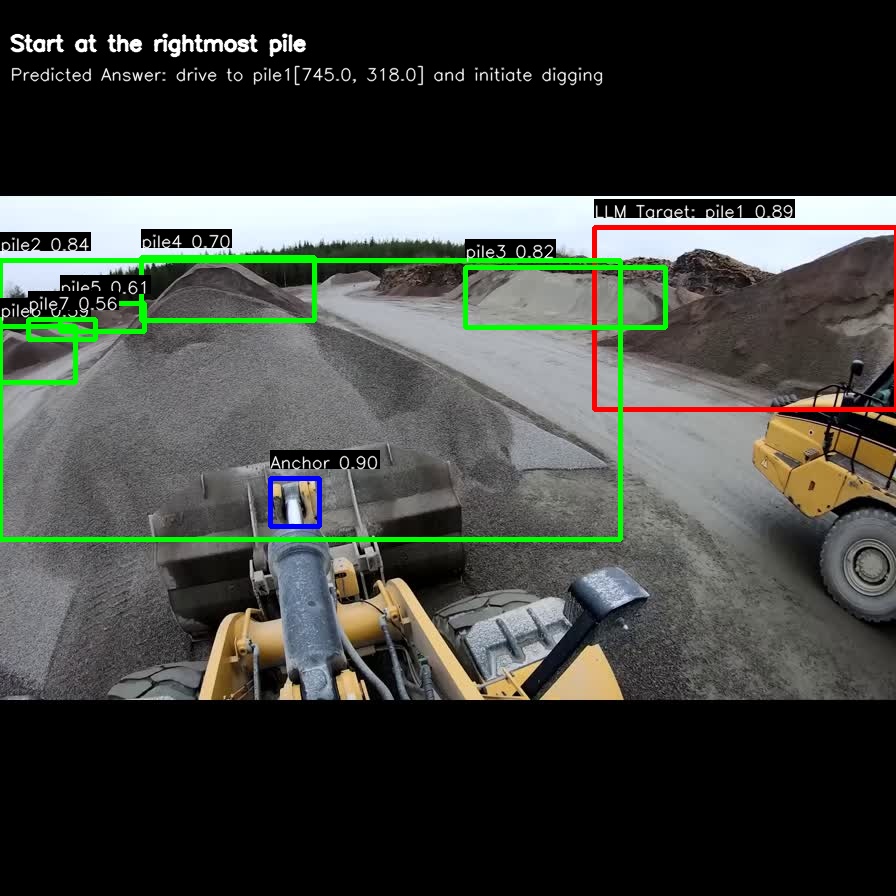 Start at the rightmost pile
Predicted Answer: drive to pile1[745.0, 318.0] and initiate digging
LLM Target: pile1 0.89
pile2 0.84
pile4 0.70
pile3 0.82
pile5 0.61
pile7 0.56
Anchor 0.90